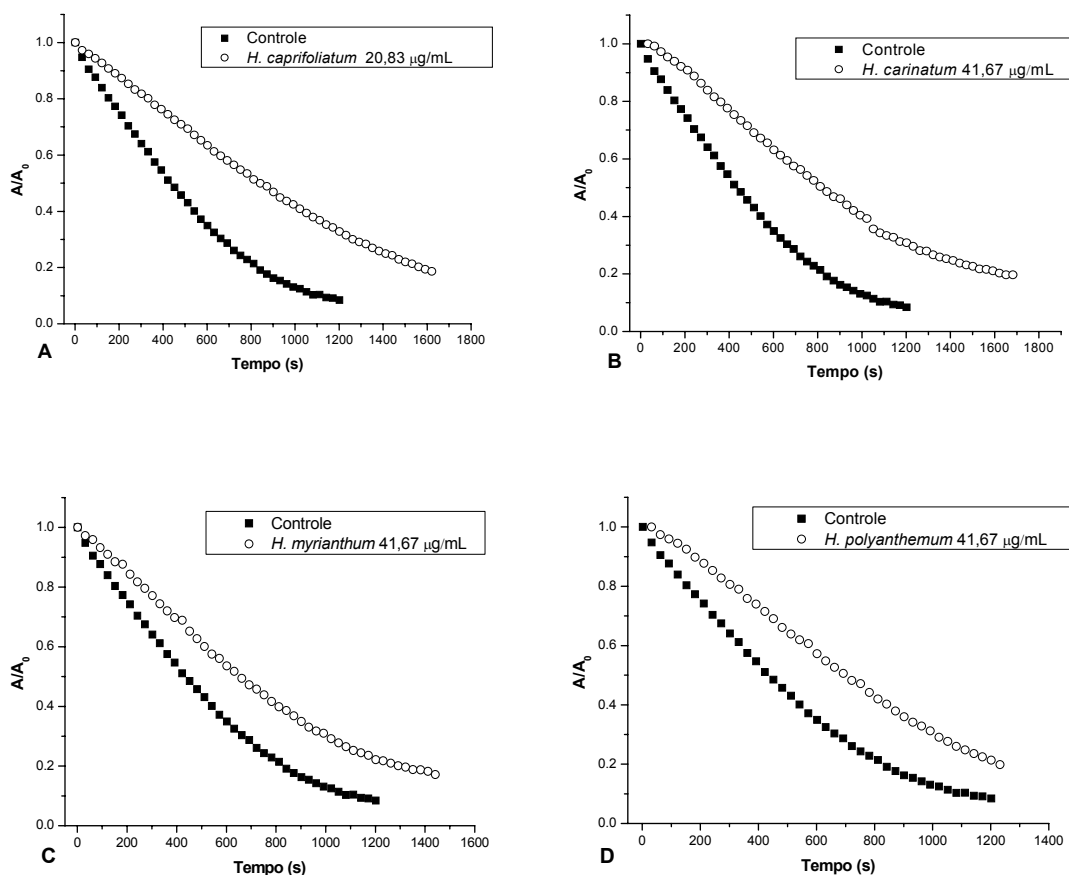 Controle
H. caprifoliatum 20,83 μg/mL
1.0
0.8
0.6
0.4
0.2
0.0
A/A0
0 200 400 600 800 1000 1200 1400 1600 1800
Tempo (s)
A
Controle
H. carinatum 41,67 μg/mL
1.0
0.8
0.6
0.4
0.2
0.0
A/A0
0 200 400 600 800 1000 1200 1400 1600 1800
Tempo (s)
B
Controle
H. myrianthum 41,67 μg/mL
1.0
0.8
0.6
0.4
0.2
0.0
A/A0
0 200 400 600 800 1000 1200 1400 1600
Tempo (s)
C
Controle
H. polyanthemum 41,67 μg/mL
1.0
0.8
0.6
0.4
0.2
0.0
A/A0
0 200 400 600 800 1000 1200 1400
Tempo (s)
D